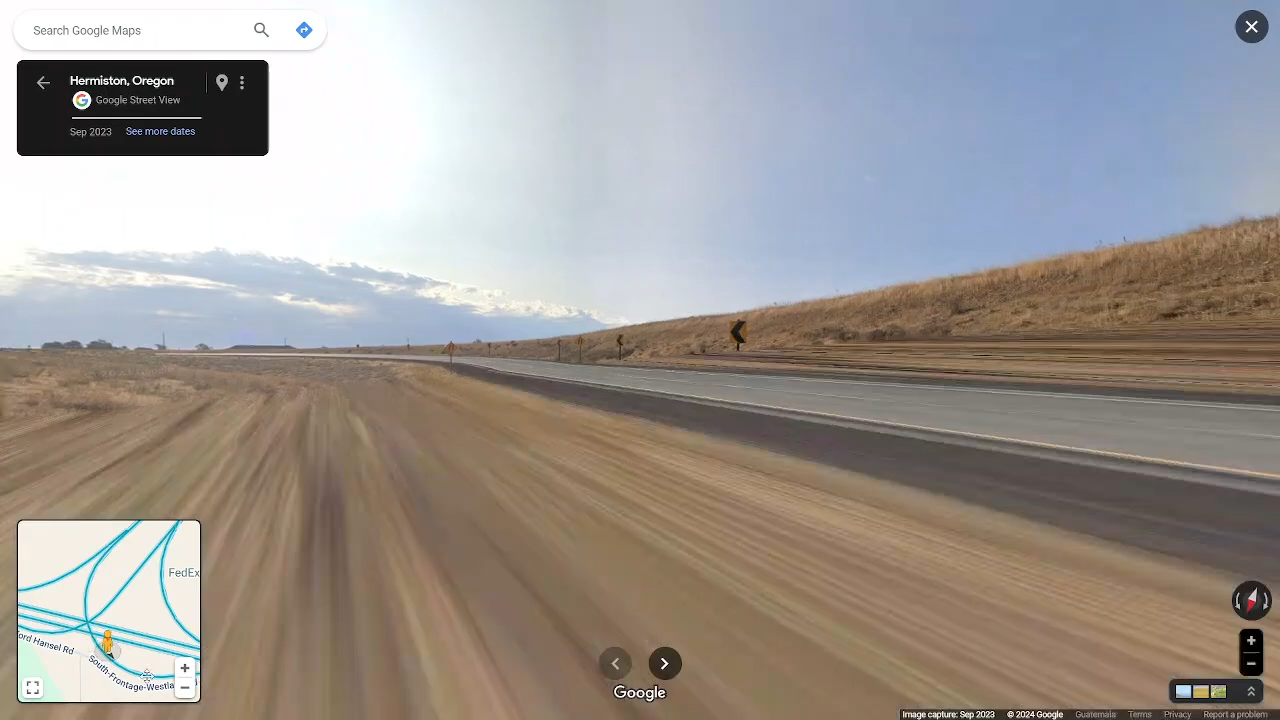 Search Google Maps
Hermiston, Oregon
Google Street View
Sep 2023 See more dates
FedEx
ord Hansel Rd
South-Frontage-Westla
Google
Image capture: Sep 2023 © 2024 Google Guatemala Terms Privacy Report a problem